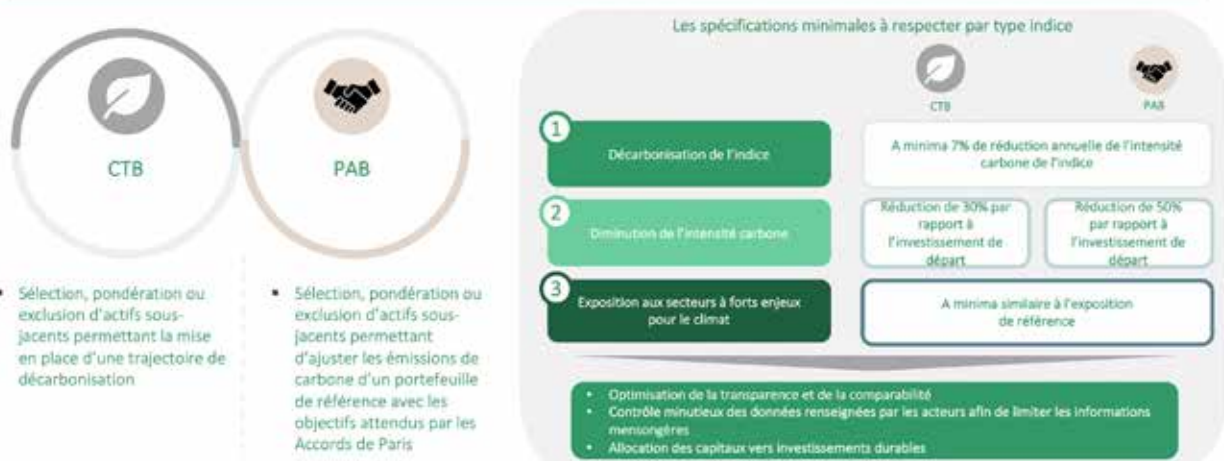 CTB
PAB
• Sélection, pondération ou
exclusion d'actifs sous-
jacents permettant la mise
en place d'une trajectoire de
décarbonisation
• Sélection, pondération ou
exclusion d'actifs sous-
jacents permettant
d'ajuster les émissions de
carbone d'un portefeuille
de référence avec les
objectifs attendus par les
Accords de Paris
Les spécifications minimales à respecter par type indice
CTB
PAB
1
Décarbonisation de l'indice
A minima 7% de réduction annuelle de l'intensité
carbone de l'indice
2
Diminution de l'intensité carbone
Réduction de 30% par
rapport à
l'investissement de
départ
Réduction de 50%
par rapport à
l'investissement de
départ
3
Exposition aux secteurs à forts enjeux
pour le climat
A minima similaire à l'exposition
de référence
• Optimisation de la transparence et de la comparabilité
• Contrôle minutieux des données renseignées par les acteurs afin de limiter les informations
mensongères
• Allocation des capitaux vers investissements durables